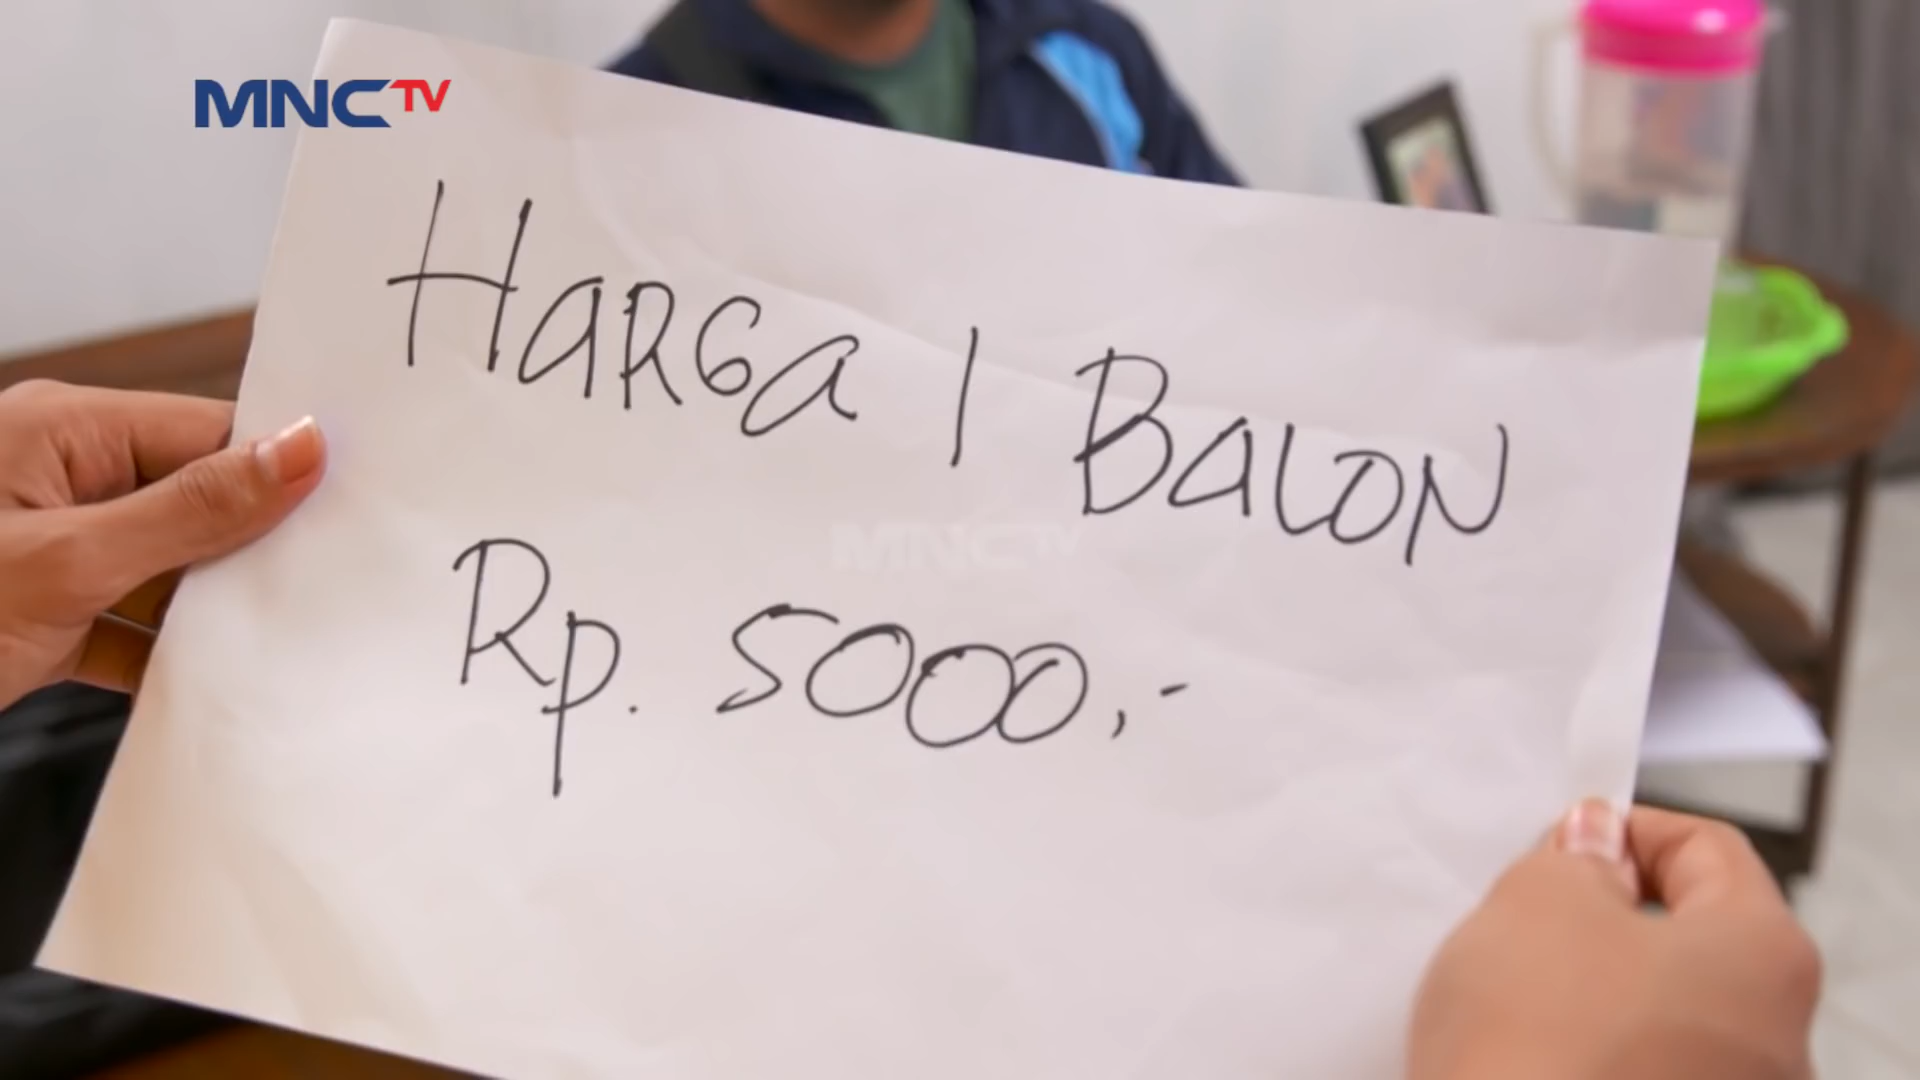 MNCTV
HARGA 1 BALON
MNCTV
Rp. 5000,-